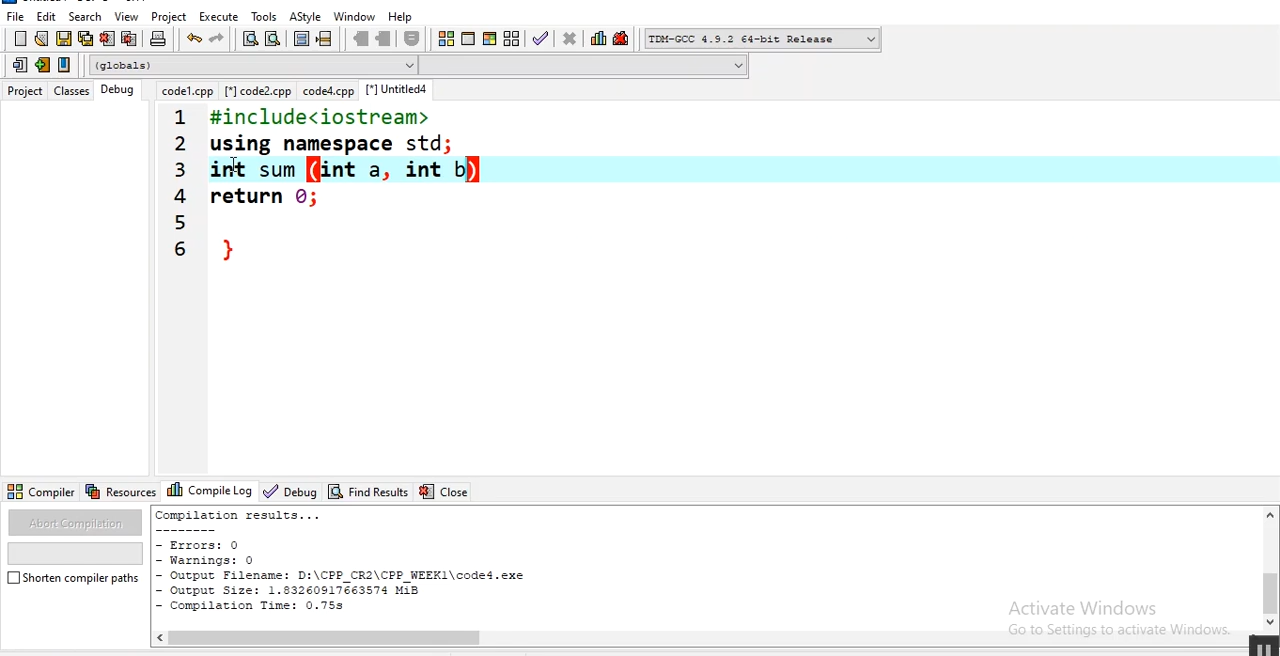 File Edit Search View Project Execute Tools AStyle Window Help
TDM-GCC 4.9.2 64-bit Release
(globals)
Project Classes Debug code1.cpp [*] code2.cpp code4.cpp [*] Untitled4
1 #include<iostream>
2 using namespace std;
3 int sum (int a, int b)
4 return 0;
5
6 }
Compiler Resources Compile Log Debug Find Results Close
Abort Compilation
Shorten compiler paths
Compilation results...
--------
- Errors: 0
- Warnings: 0
- Output Filename: D:\CPP_CR2\CPP_WEEK1\code4.exe
- Output Size: 1.83260917663574 MiB
- Compilation Time: 0.75s
Activate Windows
Go to Settings to activate Windows.